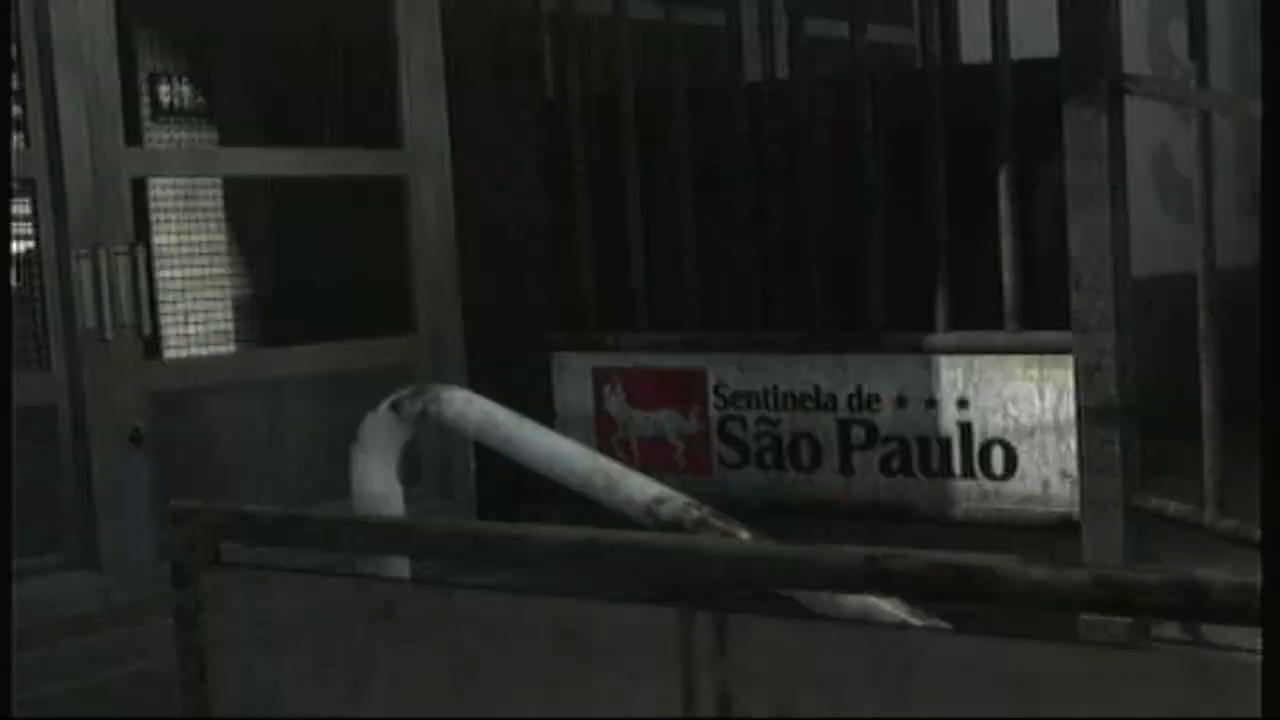 Sentinela de ★ ★ ★
São Paulo